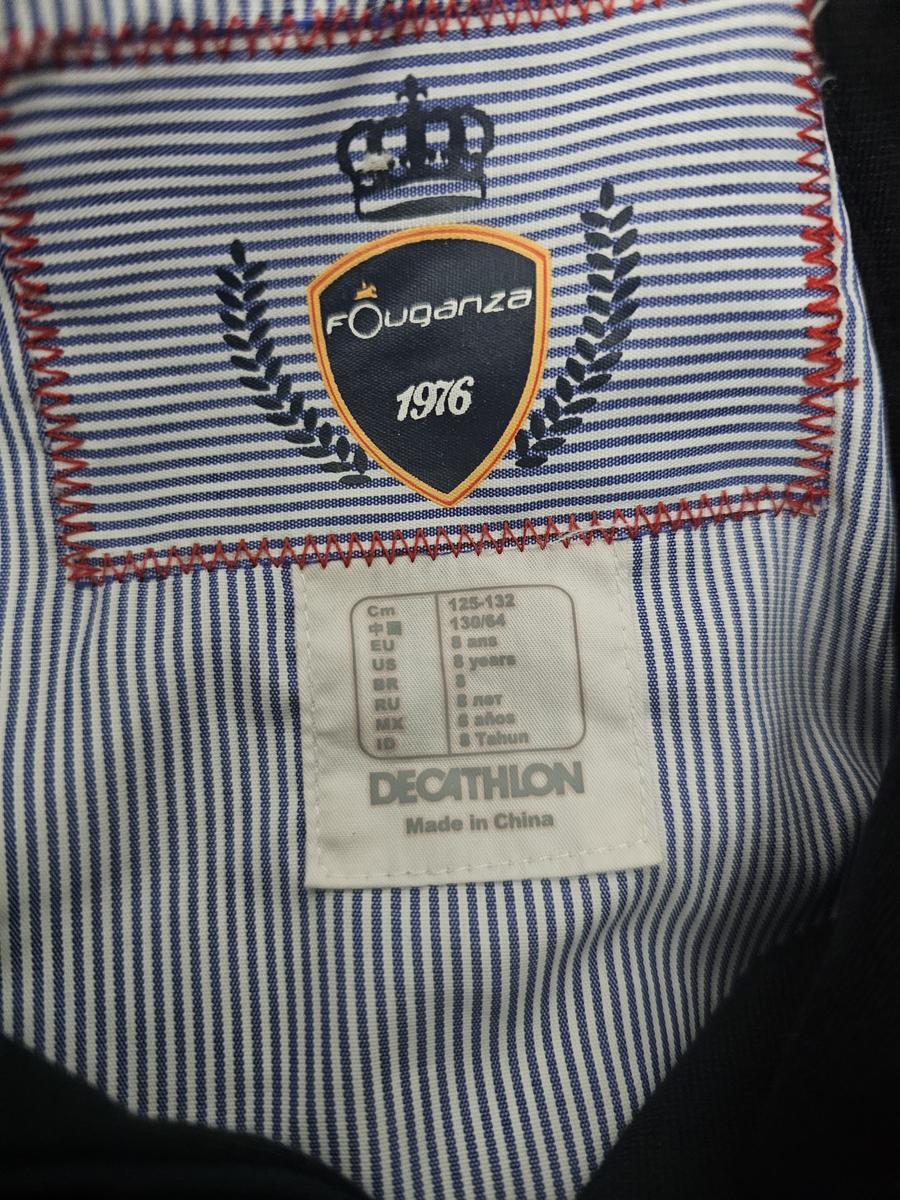 FOuganza
1976
Cm 125-132
中國 130/64
EU 8 ans
US 8 years
BR 8
RU 8 лет
MX 8 años
ID 8 Tahun
DECATHLON
Made in China